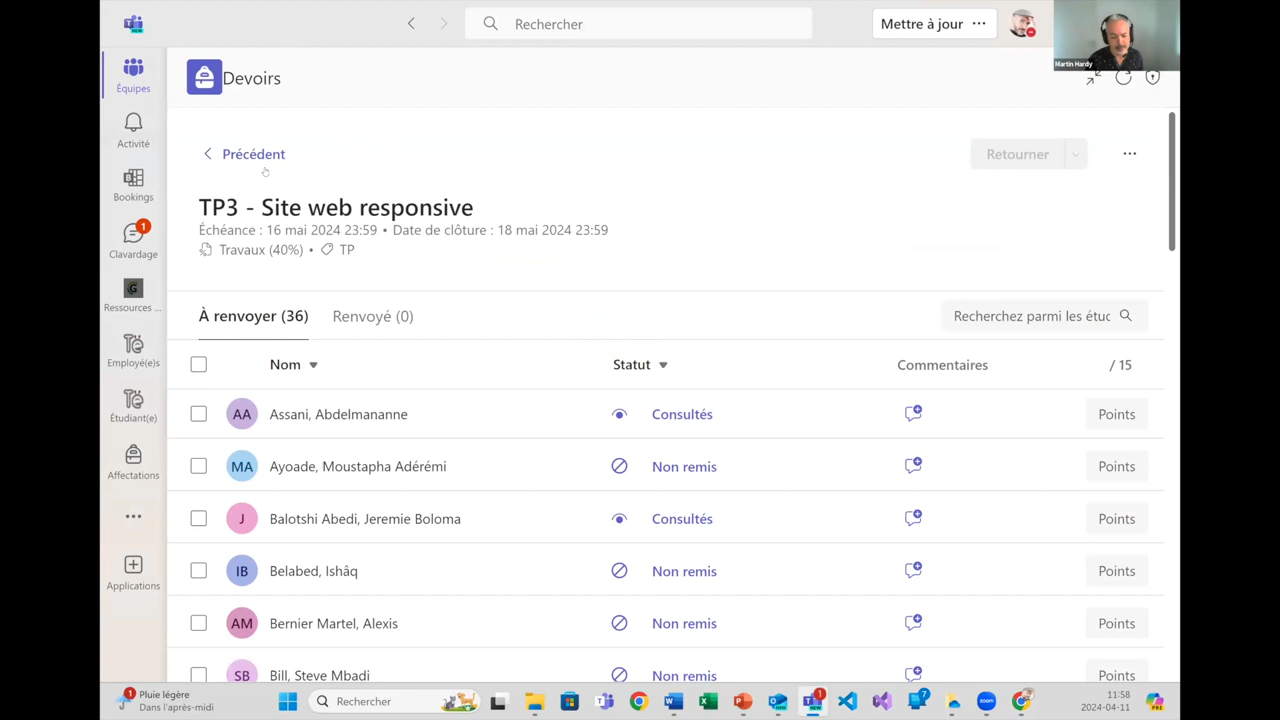 Rechercher
Mettre à jour ...
Martin Hardy
Équipes
Activité
Bookings
1
Clavardage
G
Ressources ...
Employé(e)s
Étudiant(e)
Affectations
Applications
Devoirs
Précédent
Retourner
TP3 - Site web responsive
Échéance : 16 mai 2024 23:59 • Date de clôture : 18 mai 2024 23:59
Travaux (40%) • TP
À renvoyer (36) Renvoyé (0)
Recherchez parmi les étuc
Nom Statut Commentaires / 15
AA Assani, Abdelmananne Consultés Points
MA Ayoade, Moustapha Adérémi Non remis Points
J Balotshi Abedi, Jeremie Boloma Consultés Points
IB Belabed, Ishâq Non remis Points
AM Bernier Martel, Alexis Non remis Points
SB Bill, Steve Mbadi Non remis Points
1 Pluie légère
Dans l'après-midi
Rechercher
1
7
zoom
11:58
2024-04-11